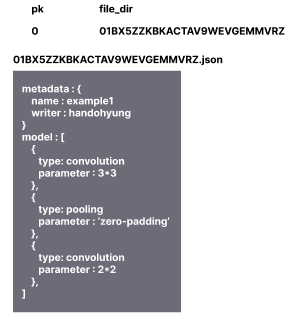 pk file_dir
0 01BX5ZZKBKACTAV9WEVGEMMVRZ
01BX5ZZKBKACTAV9WEVGEMMVRZ.json
metadata : {
name : example1
writer : handohyung
}
model : [
{
type: convolution
parameter : 3*3
},
{
type: pooling
parameter : ‘zero-padding’
},
{
type: convolution
parameter : 2*2
},
]